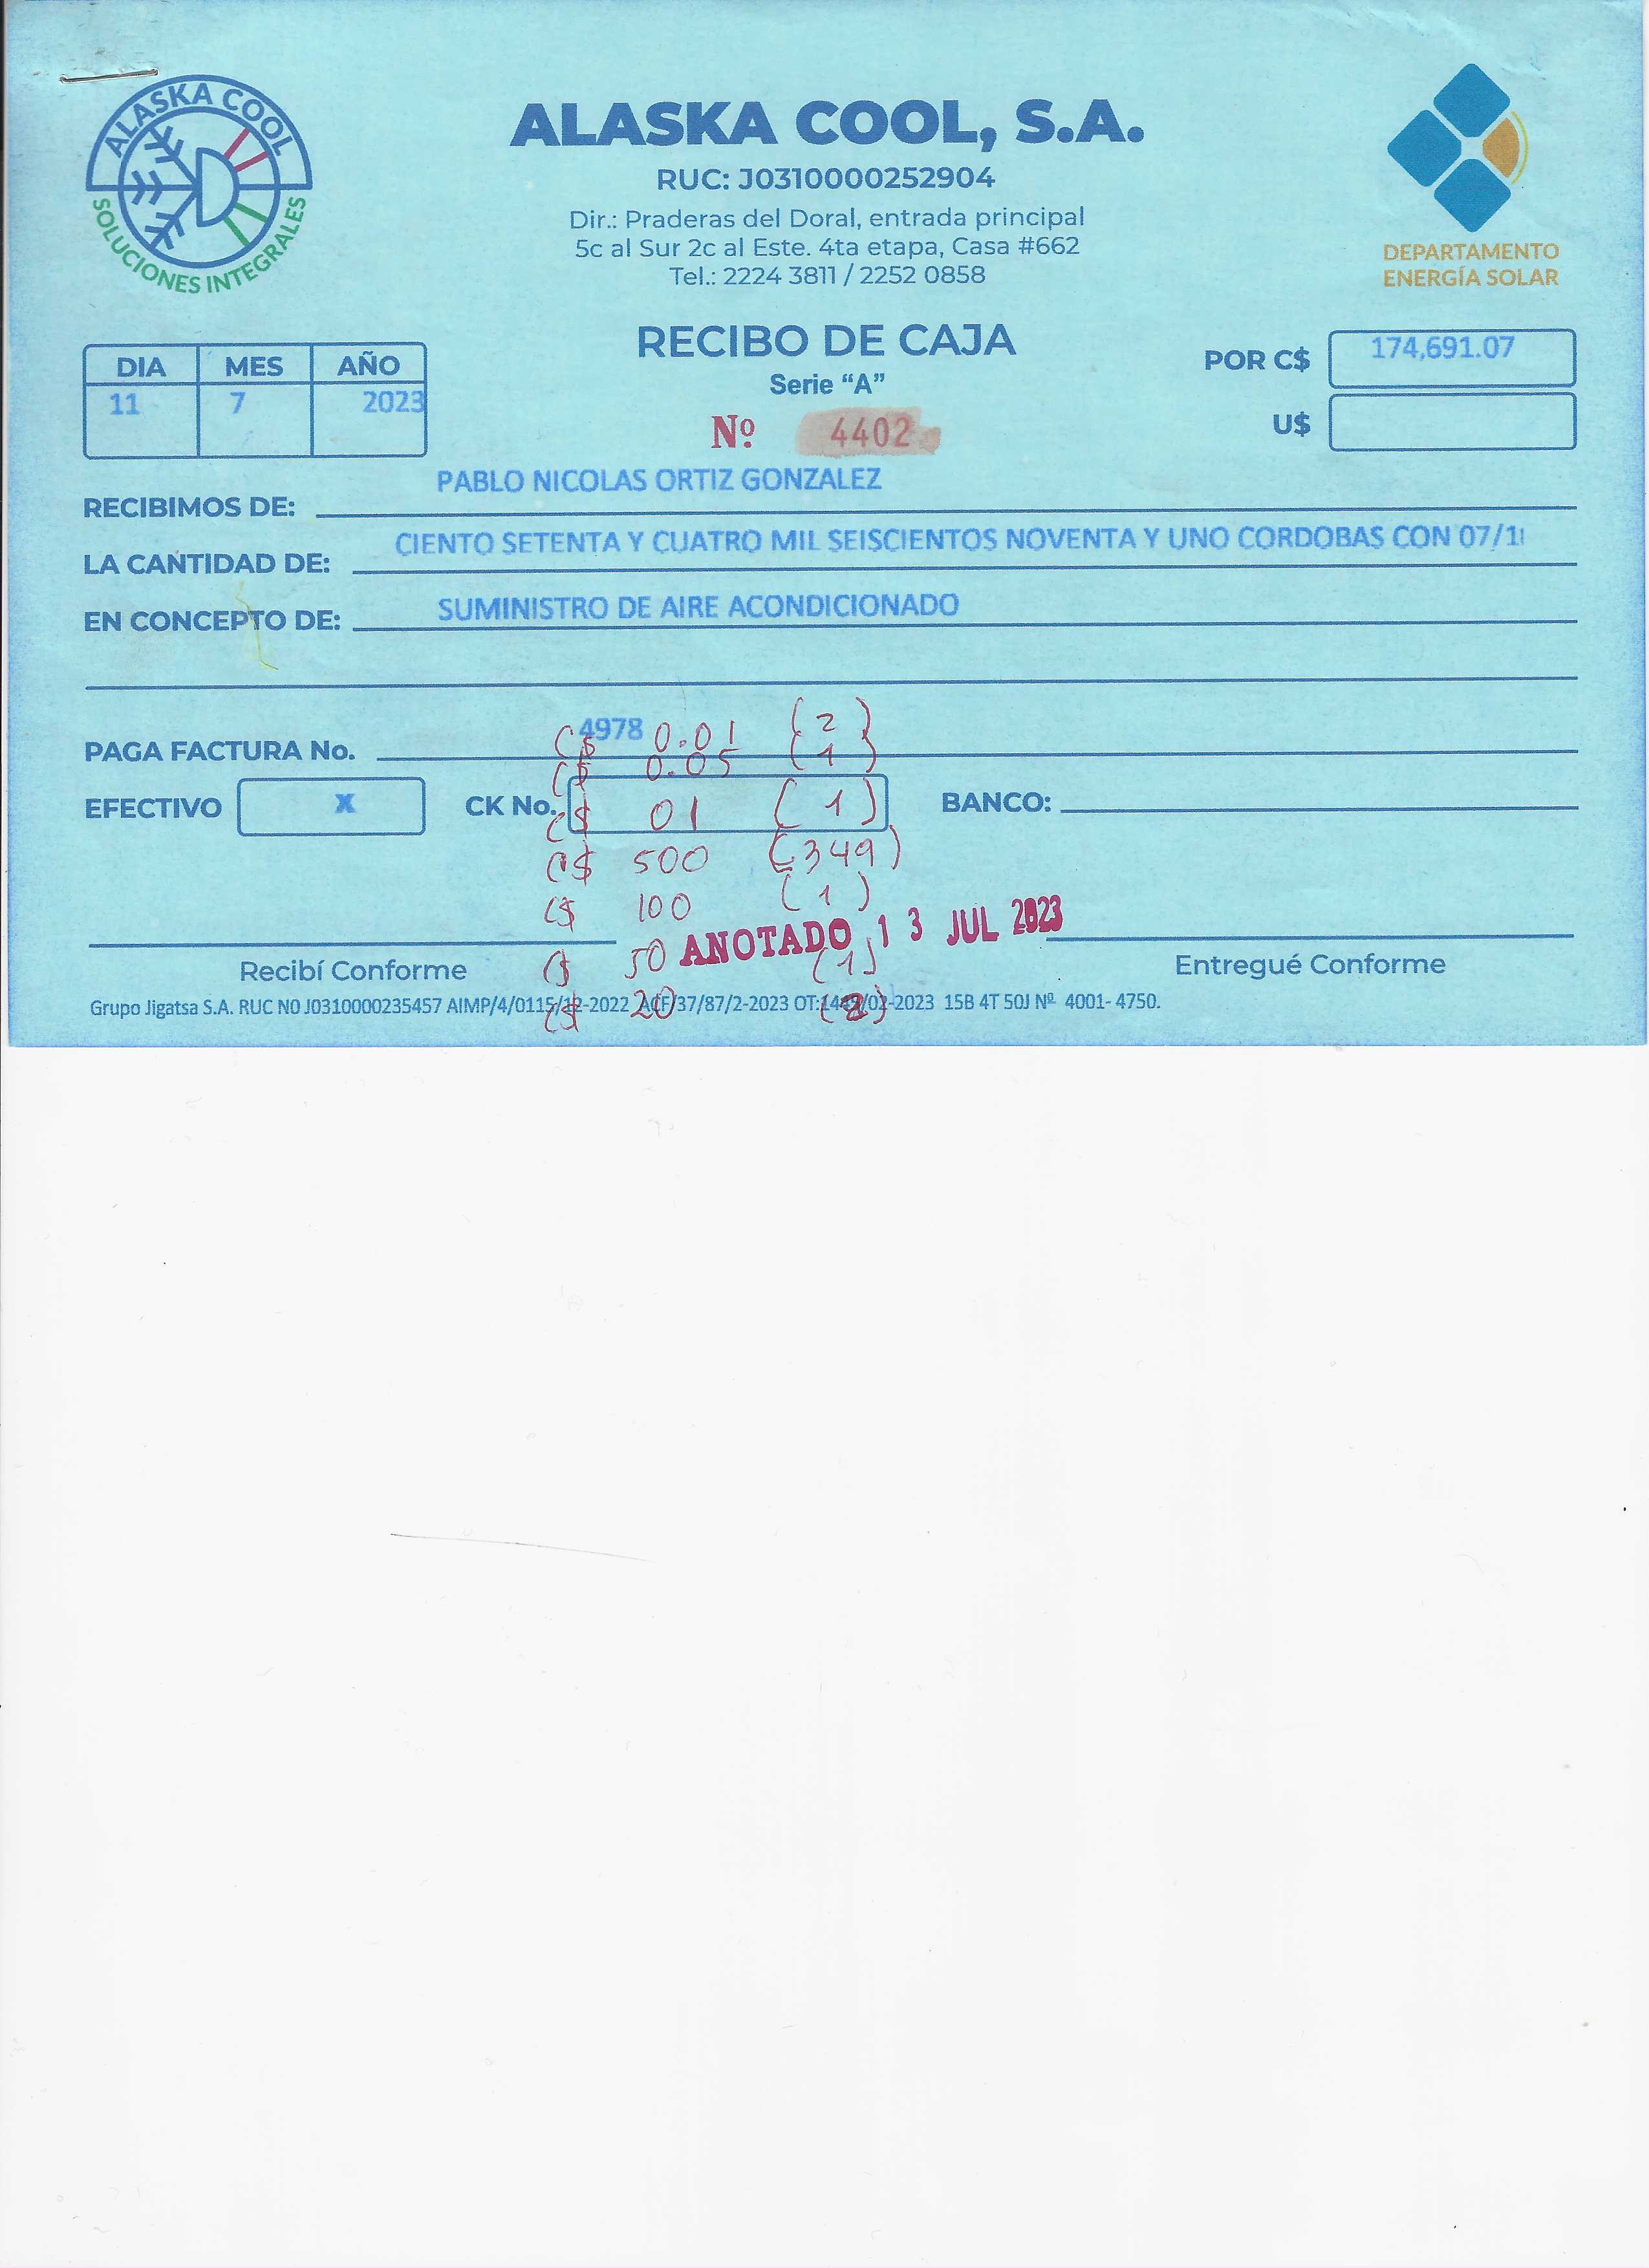 ALASKA COOL
SOLUCIONES INTEGRALES
ALASKA COOL, S.A.
RUC: J0310000252904
Dir.: Praderas del Doral, entrada principal
5c al Sur 2c al Este. 4ta etapa, Casa #662
Tel.: 2224 3811 / 2252 0858
DEPARTAMENTO
ENERGÍA SOLAR
RECIBO DE CAJA
Serie “A”
Nº 4402
DIA MES AÑO
11 7 2023
POR C$ 174,691.07
U$
RECIBIMOS DE: PABLO NICOLAS ORTIZ GONZALEZ
LA CANTIDAD DE: CIENTO SETENTA Y CUATRO MIL SEISCIENTOS NOVENTA Y UNO CORDOBAS CON 07/1
EN CONCEPTO DE: SUMINISTRO DE AIRE ACONDICIONADO
PAGA FACTURA No. 4978
C$ 0.01 (2)
C$ 0.05 (1)
EFECTIVO X CK No. BANCO:
C$ 01 (1)
C$ 500 (349)
C$ 100 (1)
ANOTADO 13 JUL 2023
C$ 50 (1)
Recibí Conforme
Entregué Conforme
C$ 20 (2)
Grupo Jigatsa S.A. RUC N0 J0310000235457 AIMP/4/0115/12-2022 ACF/37/87/2-2023 15B 4T 50J Nº 4001- 4750.